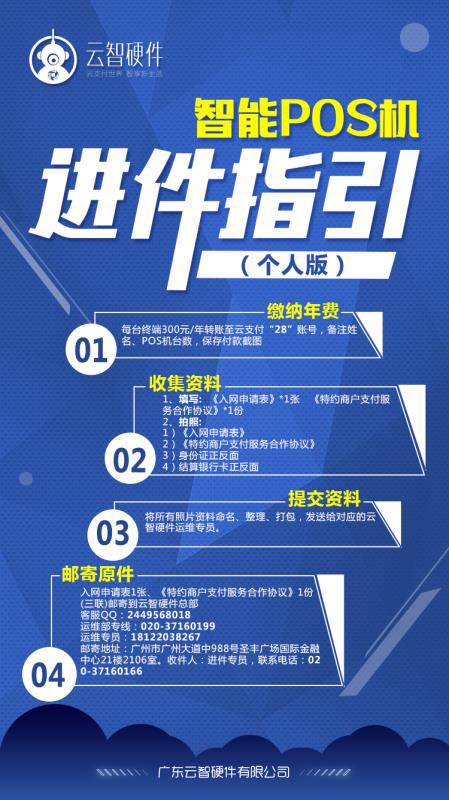 云智硬件
云支付世界 智享新生活
智能POS机
进件指引
（个人版）
缴纳年费
01
每台终端300元/年转账至云支付“28”账号，备注姓
名、POS机台数，保存付款截图
收集资料
02
1、填写: 《入网申请表》*1张 《特约商户支付服
务合作协议》*1份
2、拍照:
1）《入网申请表》
2）《特约商户支付服务合作协议》
3）身份证正反面
4）结算银行卡正反面
提交资料
03
将所有照片资料命名、整理、打包，发送给对应的云
智硬件运维专员。
邮寄原件
04
入网申请表1张、《特约商户支付服务合作协议》1份
(三联)邮寄到云智硬件总部
客服QQ：2449568018
运维部专线：020-37160199
运维专员：18122038267
邮寄地址：广州市广州大道中988号圣丰广场国际金融
中心21楼2106室。收件人：进件专员，联系电话：02
0-37160166
广东云智硬件有限公司